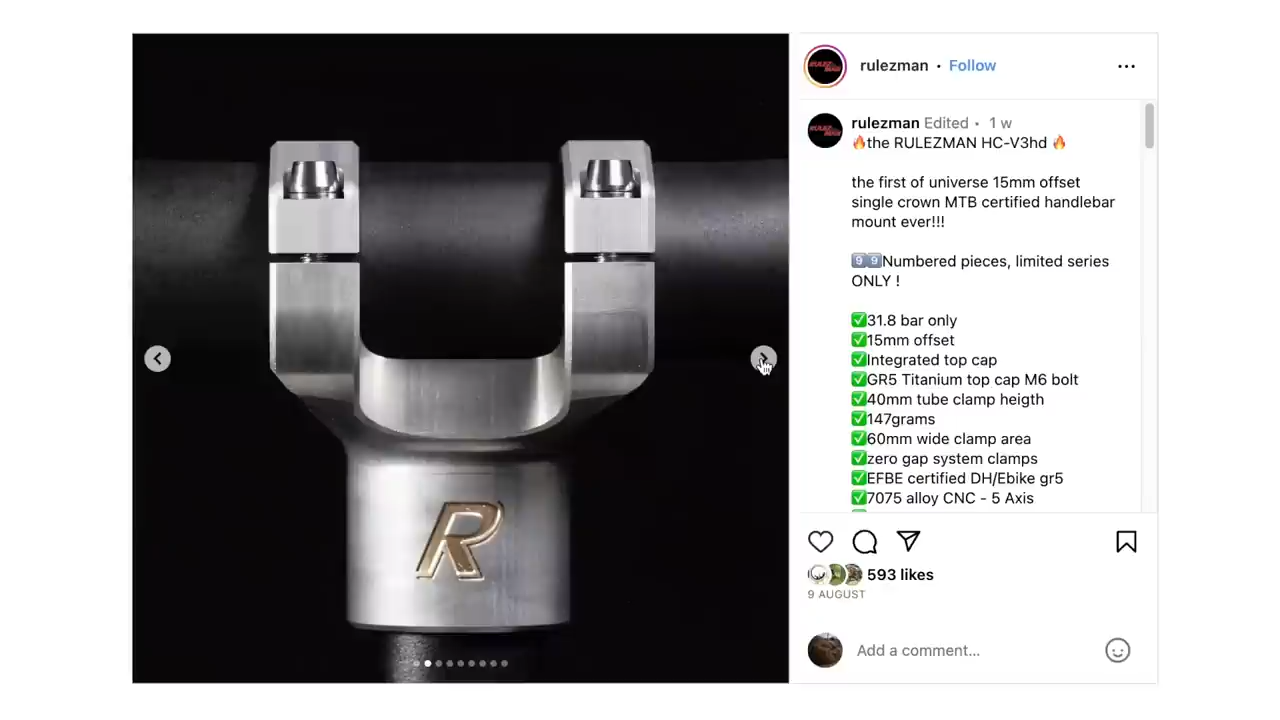 rulezman • Follow
rulezman Edited • 1 w
🔥the RULEZMAN HC-V3hd 🔥
the first of universe 15mm offset
single crown MTB certified handlebar
mount ever!!!
9️⃣9️⃣Numbered pieces, limited series
ONLY !
✅31.8 bar only
✅15mm offset
✅Integrated top cap
✅GR5 Titanium top cap M6 bolt
✅40mm tube clamp heigth
✅147grams
✅60mm wide clamp area
✅zero gap system clamps
✅EFBE certified DH/Ebike gr5
✅7075 alloy CNC - 5 Axis
R
593 likes
9 AUGUST
Add a comment...